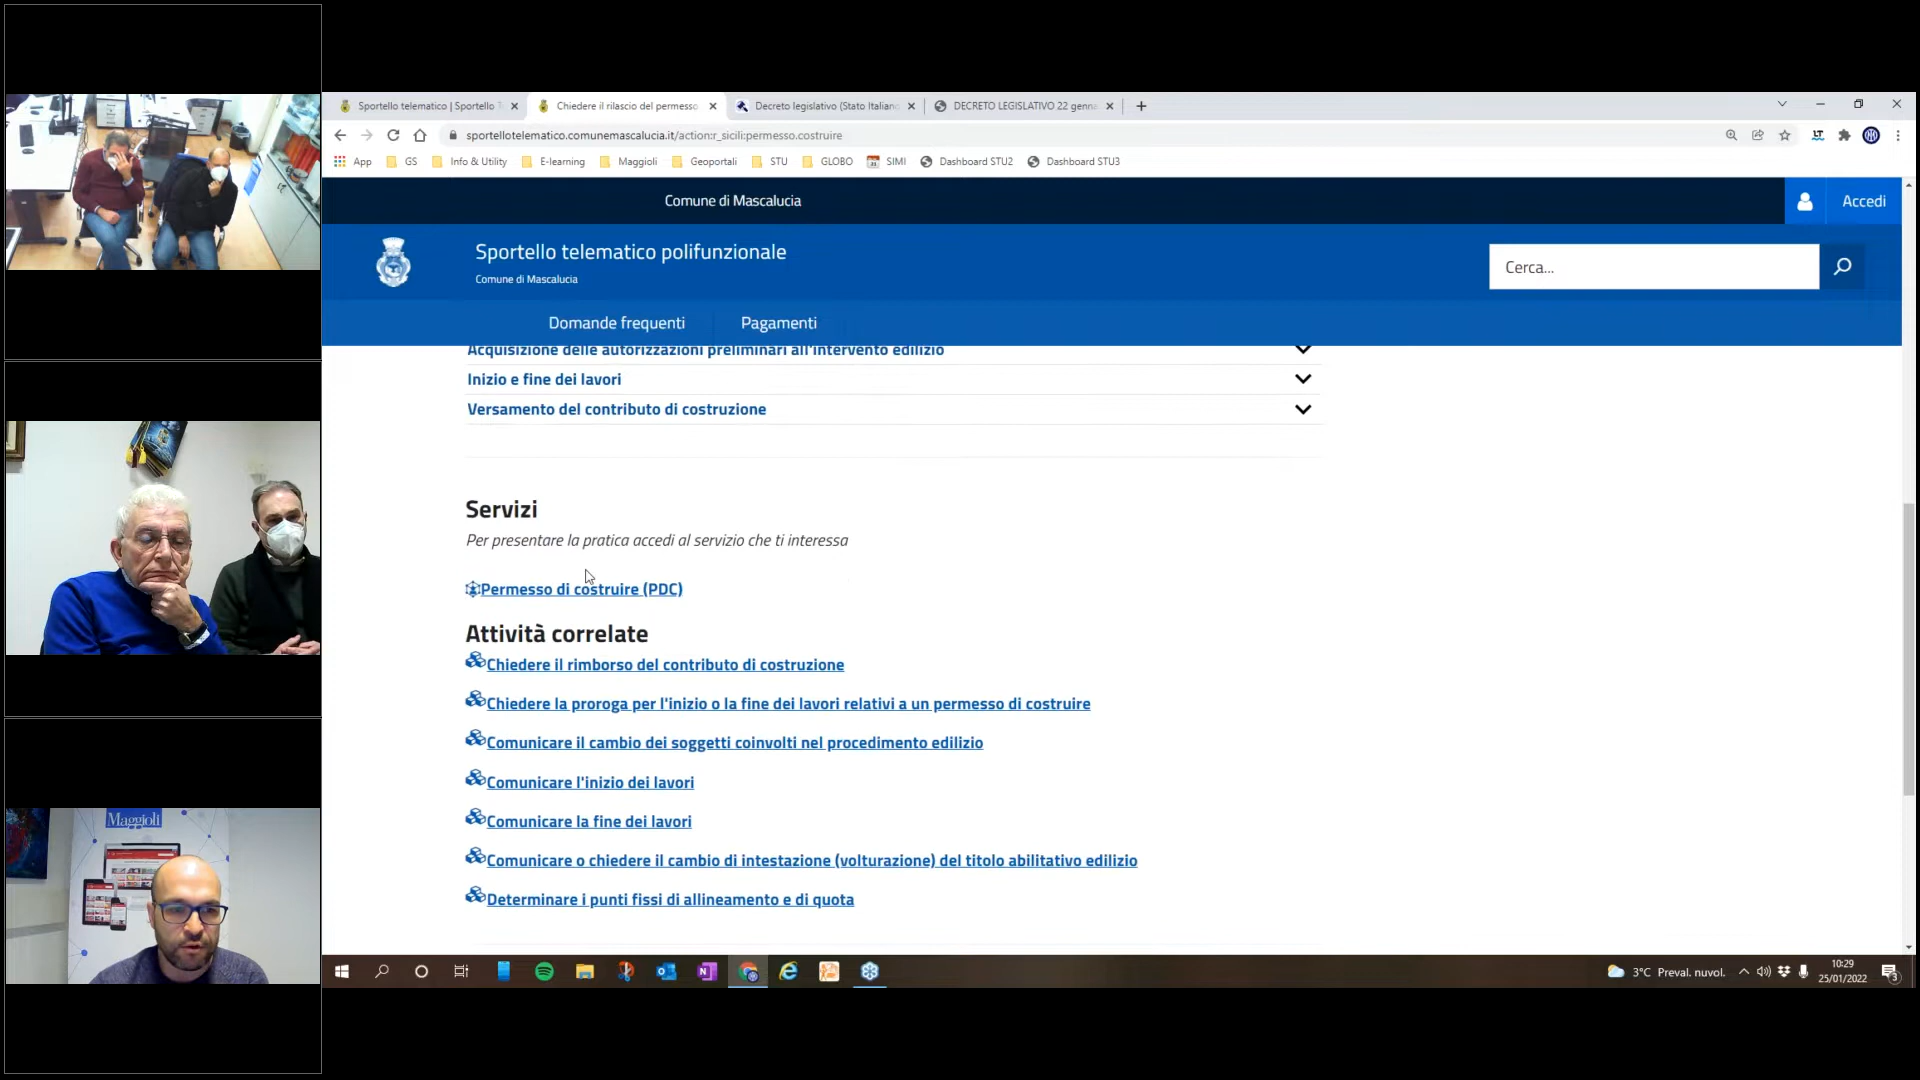 Sportello telematico | Sportello
Chiedere il rilascio del permesso
Decreto legislativo (Stato Italiano
DECRETO LEGISLATIVO 22 genna
sportellotelematico.comunemascalucia.it/action:r_sicili:permesso.costruire
App
GS
Info & Utility
E-learning
Maggioli
Geoportali
STU
GLOBO
SIMI
Dashboard STU2
Dashboard STU3
Comune di Mascalucia
Accedi
Sportello telematico polifunzionale
Comune di Mascalucia
Cerca...
Domande frequenti
Pagamenti
Acquisizione delle autorizzazioni preliminari all'intervento edilizio
Inizio e fine dei lavori
Versamento del contributo di costruzione
Servizi
Per presentare la pratica accedi al servizio che ti interessa
Permesso di costruire (PDC)
Attività correlate
Chiedere il rimborso del contributo di costruzione
Chiedere la proroga per l'inizio o la fine dei lavori relativi a un permesso di costruire
Comunicare il cambio dei soggetti coinvolti nel procedimento edilizio
Comunicare l'inizio dei lavori
Comunicare la fine dei lavori
Comunicare o chiedere il cambio di intestazione (volturazione) del titolo abilitativo edilizio
Determinare i punti fissi di allineamento e di quota
Maggioli
3°C Preval. nuvol.
10:29
25/01/2022
3